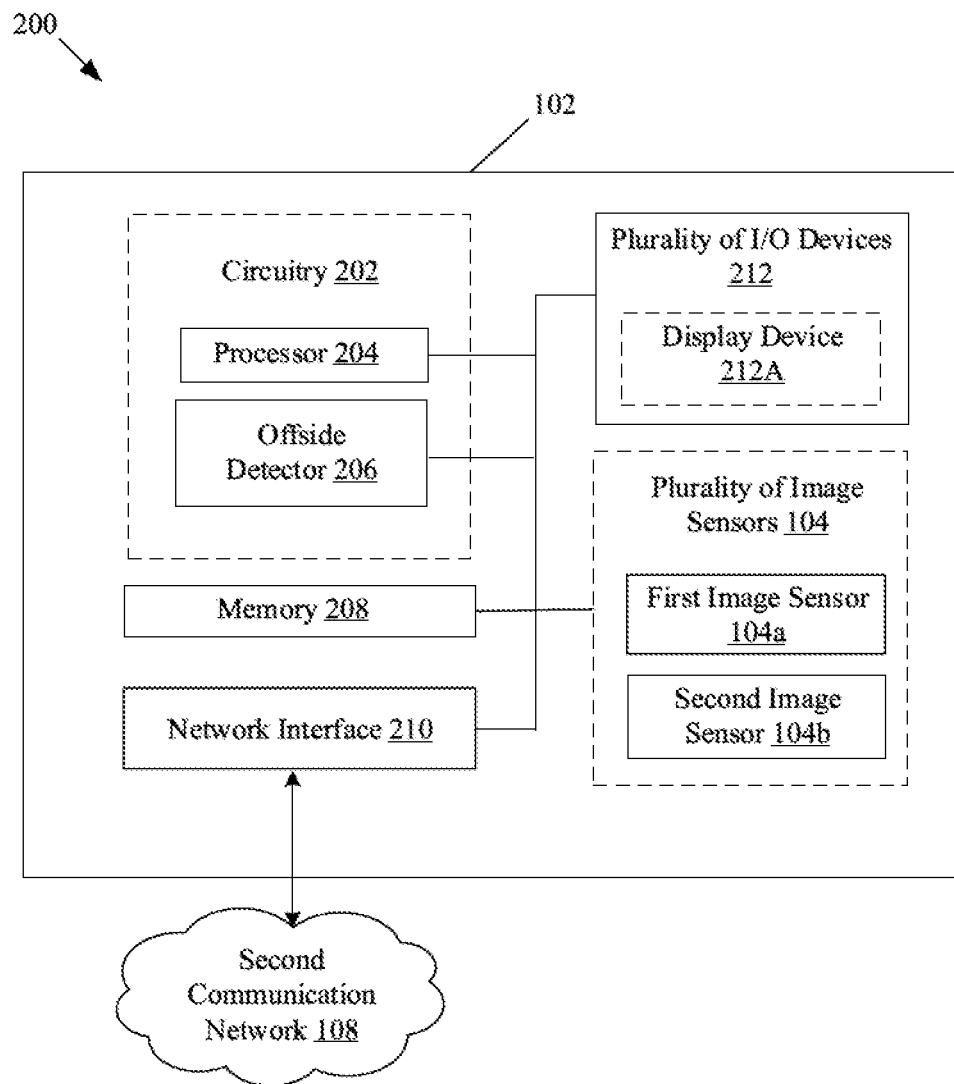 200
102
Circuitry 202
Processor 204
Offside
Detector 206
Memory 208
Network Interface 210
Plurality of I/O Devices
212
Display Device
212A
Plurality of Image
Sensors 104
First Image Sensor
104a
Second Image
Sensor 104b
Second
Communication
Network 108